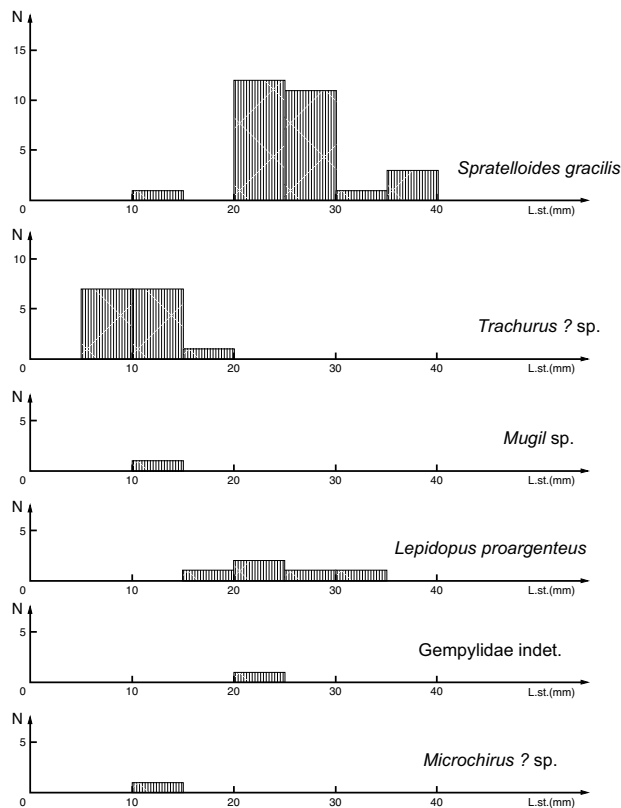 N
15
10
5
Spratelloides gracilis
0 10 20 30 40 L.st.(mm)
N
10
5
Trachurus ? sp.
0 10 20 30 40 L.st.(mm)
N
5
Mugil sp.
0 10 20 30 40 L.st.(mm)
N
5
Lepidopus proargenteus
0 10 20 30 40 L.st.(mm)
N
5
Gempylidae indet.
0 10 20 30 40 L.st.(mm)
N
5
Microchirus ? sp.
0 10 20 30 40 L.st.(mm)